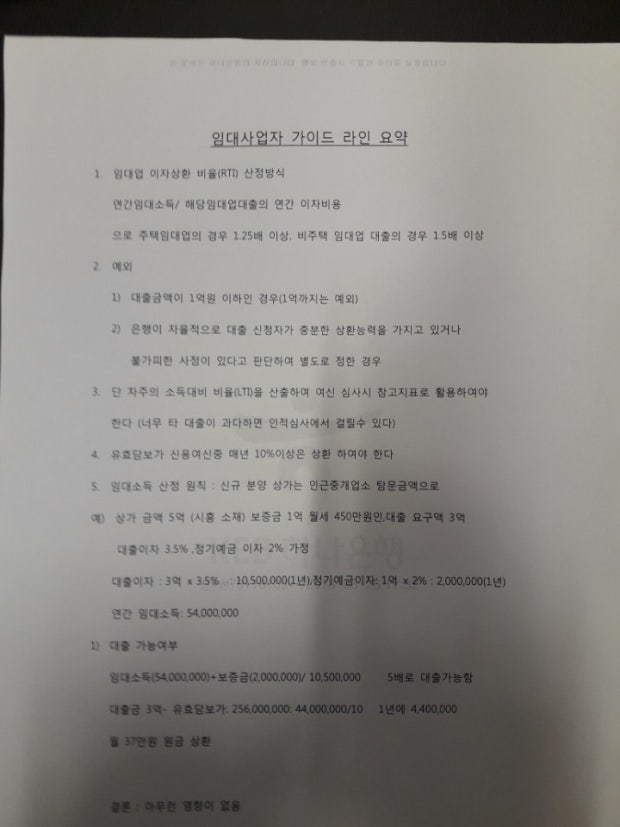 임대사업자 가이드 라인 요약
1. 임대업 이자상환 비율(RTI) 산정방식
연간임대소득/ 해당임대업대출의 연간 이자비용
으로 주택임대업의 경우 1.25배 이상, 비주택 임대업 대출의 경우 1.5배 이상
2. 예외
1) 대출금액이 1억원 이하인 경우(1억까지는 예외)
2) 은행이 자율적으로 대출 신청자가 충분한 상환능력을 가지고 있거나
불가피한 사정이 있다고 판단하여 별도로 정한 경우
3. 단 차주의 소득대비 비율(LTI)을 산출하여 여신 심사시 참고지표로 활용하여야
한다 (너무 타 대출이 과다하면 인적심사에서 걸릴수 있다)
4. 유효담보가 신용여신중 매년 10%이상은 상환 하여야 한다
5. 임대소득 산정 원칙 : 신규 분양 상가는 인근중개업소 탐문금액으로
예) 상가 금액 5억 (시흥 소재) 보증금 1억 월세 450만원인.대출 요구액 3억
대출이자 3.5% ,정기예금 이자 2% 가정
대출이자 : 3억 x 3.5% : 10,500,000(1년),정기예금이자: 1억 x 2% : 2,000,000(1년)
연간 임대소득: 54,000,000
1) 대출 가능여부
임대소득(54,000,000)+보증금(2,000,000)/ 10,500,000 5배로 대출가능함
대출금 3억- 유효담보가: 256,000,000: 44,000,000/10 1년에 4,400,000
월 37만원 원금 상환
결론 : 아무런 영향이 없음
KEB 하나은행